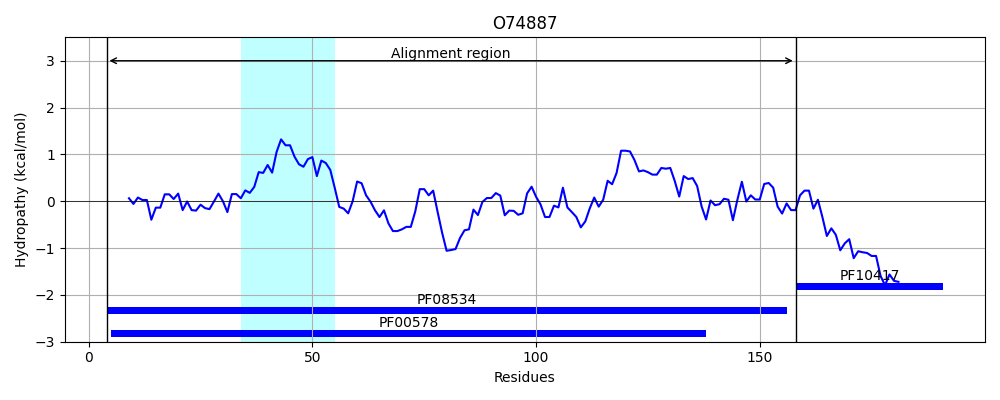 O74887
Alignment region
3
2
1
0
−1
−2
−3
Hydropathy (kcal/mol)
PF10417
PF08534
PF00578
0
50
100
150
Residues